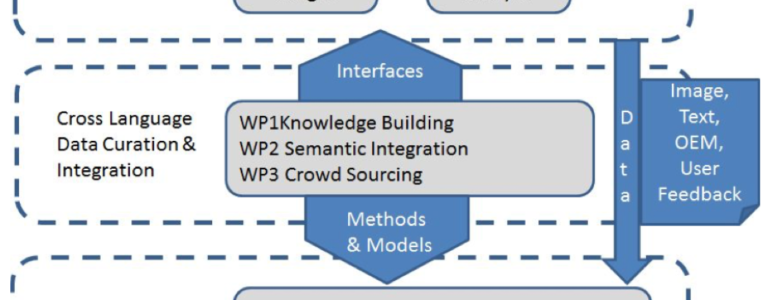 Interfaces
Cross Language
Data Curation &
Integration
WP1Knowledge Building
WP2 Semantic Integration
WP3 Crowd Sourcing
Methods
& Models
D
a
t
a
Image,
Text,
OEM,
User
Feedback